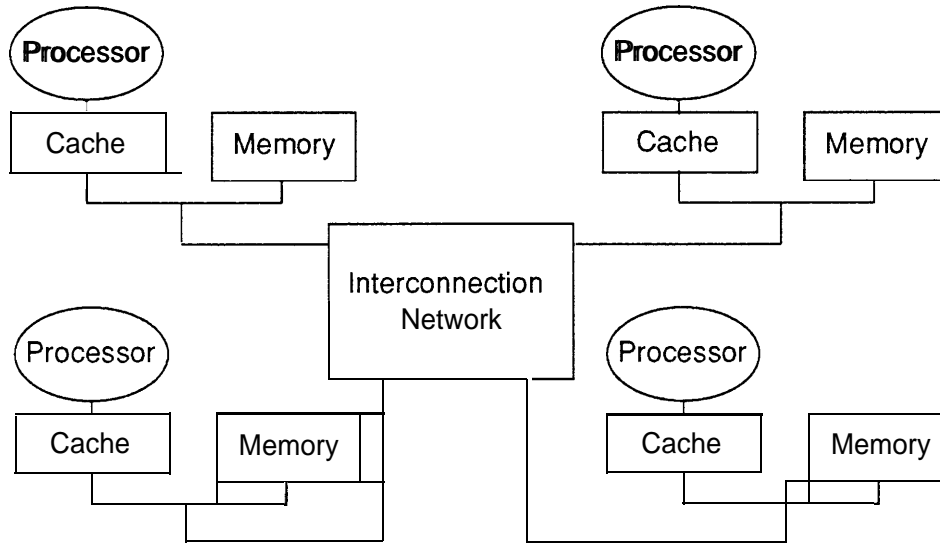 Processor
Processor
Cache
Memory
Cache
Memory
Interconnection
Network
Processor
Processor
Cache
Memory
Cache
Memory